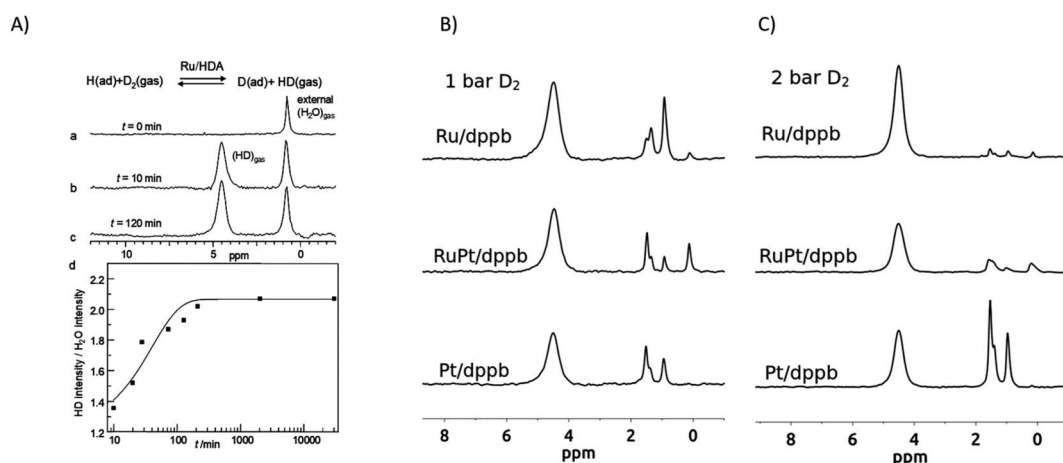 A)
Ru/HDA
H(ad)+D₂(gas) D(ad)+ HD(gas)
external
(H₂O)gas
a t = 0 min
(HD)gas
b t = 10 min
c t = 120 min
10 5 ppm 0
d
HD intensity / H₂O intensity
2.2
2.0
1.8
1.6
1.4
1.2
10 100 1000 10000
t /min
B)
1 bar D₂
Ru/dppb
RuPt/dppb
Pt/dppb
8 6 4 2 0
ppm
C)
2 bar D₂
Ru/dppb
RuPt/dppb
Pt/dppb
8 6 4 2 0
ppm